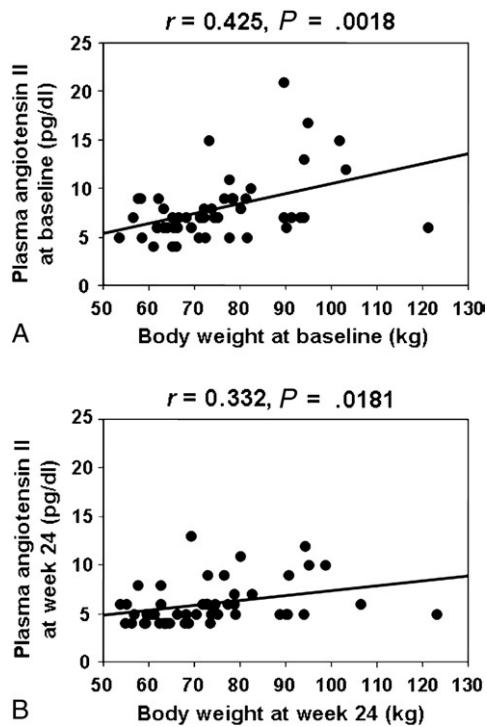 r = 0.425, P = .0018
Plasma angiotensin II
at baseline (pg/dl)
25
20
15
10
5
0
50 60 70 80 90 100 110 120 130
A
Body weight at baseline (kg)
r = 0.332, P = .0181
Plasma angiotensin II
at week 24 (pg/dl)
25
20
15
10
5
0
50 60 70 80 90 100 110 120 130
B
Body weight at week 24 (kg)